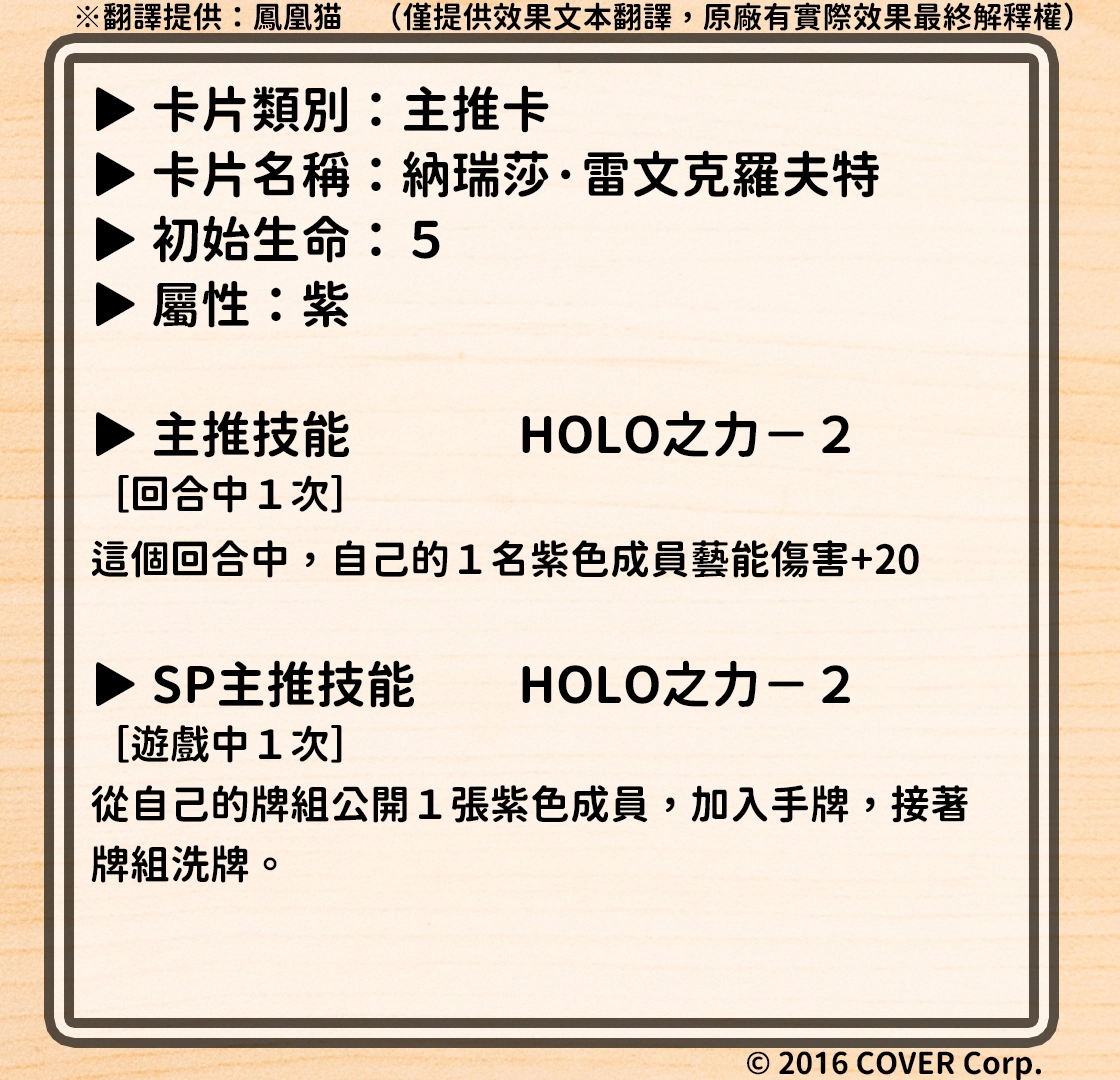 ※翻譯提供：鳳凰猫　（僅提供效果文本翻譯，原廠有實際效果最終解釋權）
▶ 卡片類別：主推卡
▶ 卡片名稱：納瑞莎·雷文克羅夫特
▶ 初始生命：５
▶ 屬性：紫
▶ 主推技能　HOLO之力－２
［回合中１次］
這個回合中，自己的１名紫色成員藝能傷害+20
▶ SP主推技能　HOLO之力－２
［遊戲中１次］
從自己的牌組公開１張紫色成員，加入手牌，接著
牌組洗牌。
© 2016 COVER Corp.